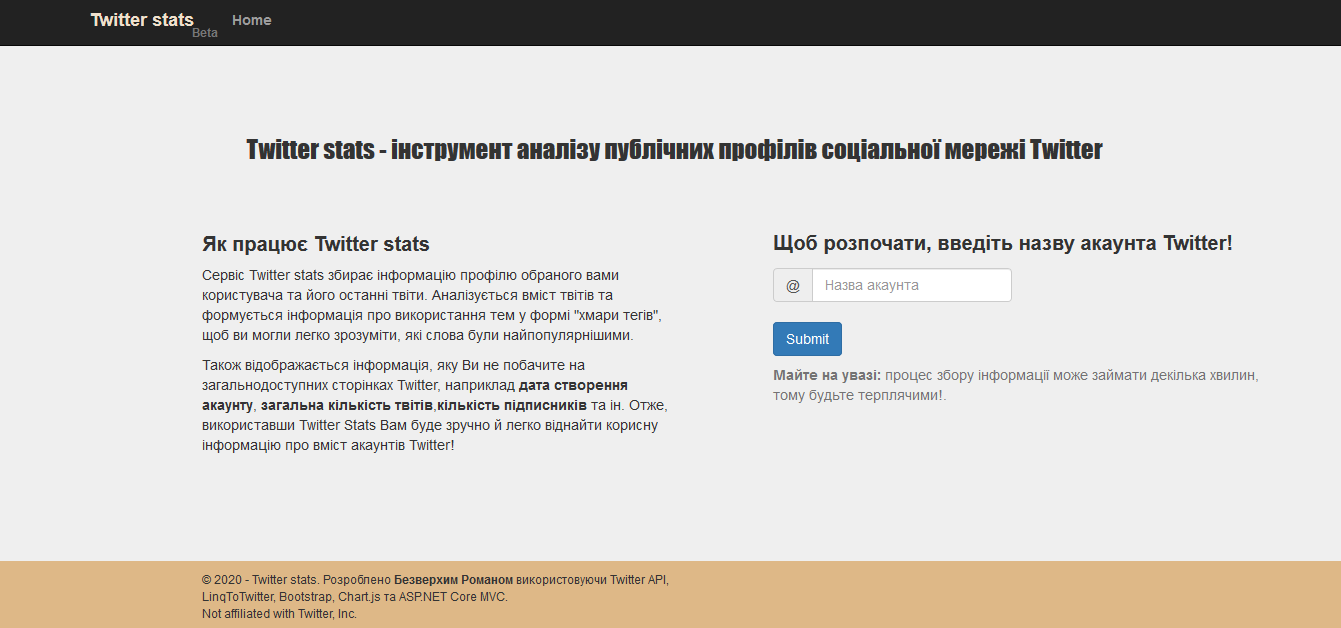 Twitter stats Beta Home
Twitter stats - інструмент аналізу публічних профілів соціальної мережі Twitter
Як працює Twitter stats
Сервіс Twitter stats збирає інформацію профілю обраного вами
користувача та його останні твіти. Аналізується вміст твітів та
формується інформація про використання тем у формі "хмари тегів",
щоб ви могли легко зрозуміти, які слова були найпопулярнішими.
Також відображається інформація, яку Ви не побачите на
загальнодоступних сторінках Twitter, наприклад дата створення
акаунту, загальна кількість твітів,кількість підписників та ін. Отже,
використавши Twitter Stats Вам буде зручно й легко віднайти корисну
інформацію про вміст акаунтів Twitter!
Щоб розпочати, введіть назву акаунта Twitter!
@ Назва акаунта
Submit
Майте на увазі: процес збору інформації може займати декілька хвилин,
тому будьте терплячими!.
© 2020 - Twitter stats. Розроблено Безверхим Романом використовуючи Twitter API,
LinqToTwitter, Bootstrap, Chart.js та ASP.NET Core MVC.
Not affiliated with Twitter, Inc.